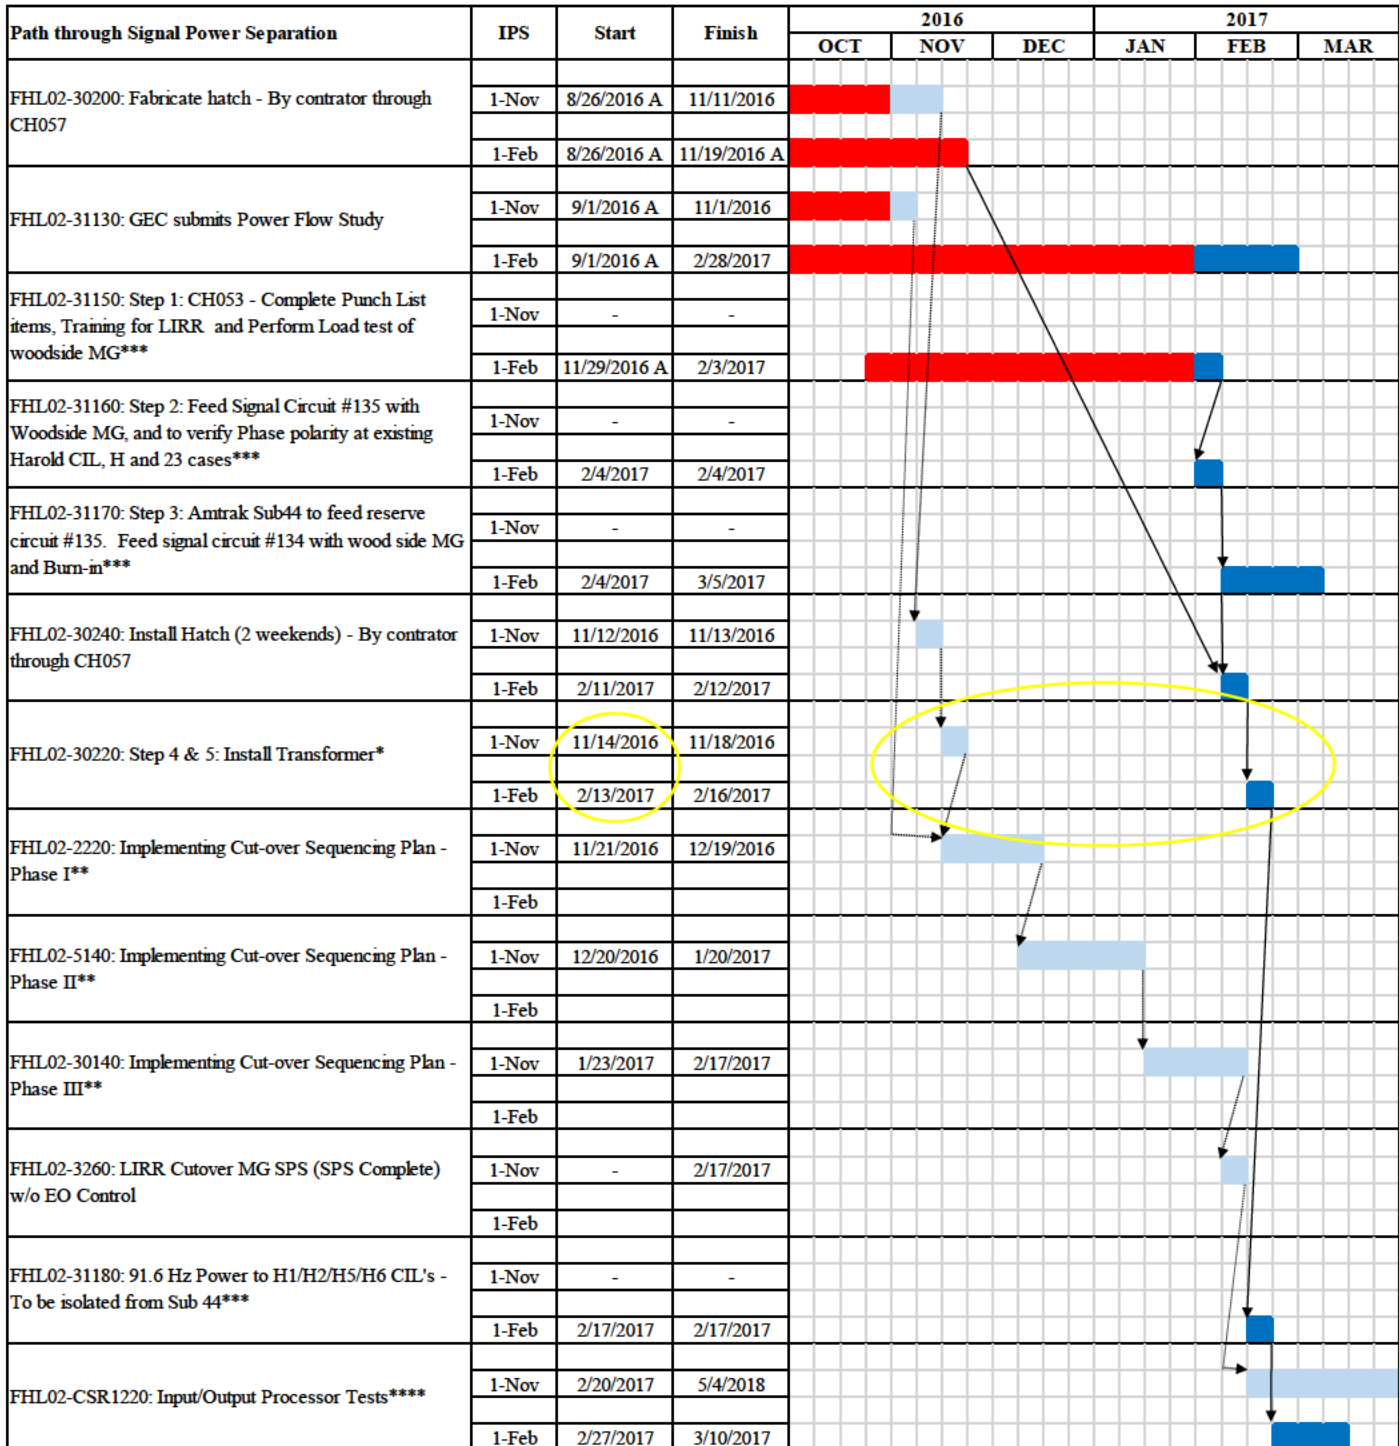 Path through Signal Power Separation IPS Start Finish 2016 2017
OCT NOV DEC JAN FEB MAR
FHL02-30200: Fabricate hatch - By contrator through
CH057
1-Nov 8/26/2016 A 11/11/2016
1-Feb 8/26/2016 A 11/19/2016 A
FHL02-31130: GEC submits Power Flow Study
1-Nov 9/1/2016 A 11/1/2016
1-Feb 9/1/2016 A 2/28/2017
FHL02-31150: Step 1: CH053 - Complete Punch List
items, Training for LIRR and Perform Load test of
woodside MG***
1-Nov - -
1-Feb 11/29/2016 A 2/3/2017
FHL02-31160: Step 2: Feed Signal Circuit #135 with
Woodside MG, and to verify Phase polarity at existing
Harold CIL, H and 23 cases***
1-Nov - -
1-Feb 2/4/2017 2/4/2017
FHL02-31170: Step 3: Amtrak Sub44 to feed reserve
circuit #135. Feed signal circuit #134 with wood side MG
and Burn-in***
1-Nov - -
1-Feb 2/4/2017 3/5/2017
FHL02-30240: Install Hatch (2 weekends) - By contrator
through CH057
1-Nov 11/12/2016 11/13/2016
1-Feb 2/11/2017 2/12/2017
FHL02-30220: Step 4 & 5: Install Transformer*
1-Nov 11/14/2016 11/18/2016
1-Feb 2/13/2017 2/16/2017
FHL02-2220: Implementing Cut-over Sequencing Plan -
Phase I**
1-Nov 11/21/2016 12/19/2016
1-Feb
FHL02-5140: Implementing Cut-over Sequencing Plan -
Phase II**
1-Nov 12/20/2016 1/20/2017
1-Feb
FHL02-30140: Implementing Cut-over Sequencing Plan -
Phase III**
1-Nov 1/23/2017 2/17/2017
1-Feb
FHL02-3260: LIRR Cutover MG SPS (SPS Complete)
w/o EO Control
1-Nov - 2/17/2017
1-Feb
FHL02-31180: 91.6 Hz Power to H1/H2/H5/H6 CIL's -
To be isolated from Sub 44***
1-Nov - -
1-Feb 2/17/2017 2/17/2017
FHL02-CSR1220: Input/Output Processor Tests****
1-Nov 2/20/2017 5/4/2018
1-Feb 2/27/2017 3/10/2017